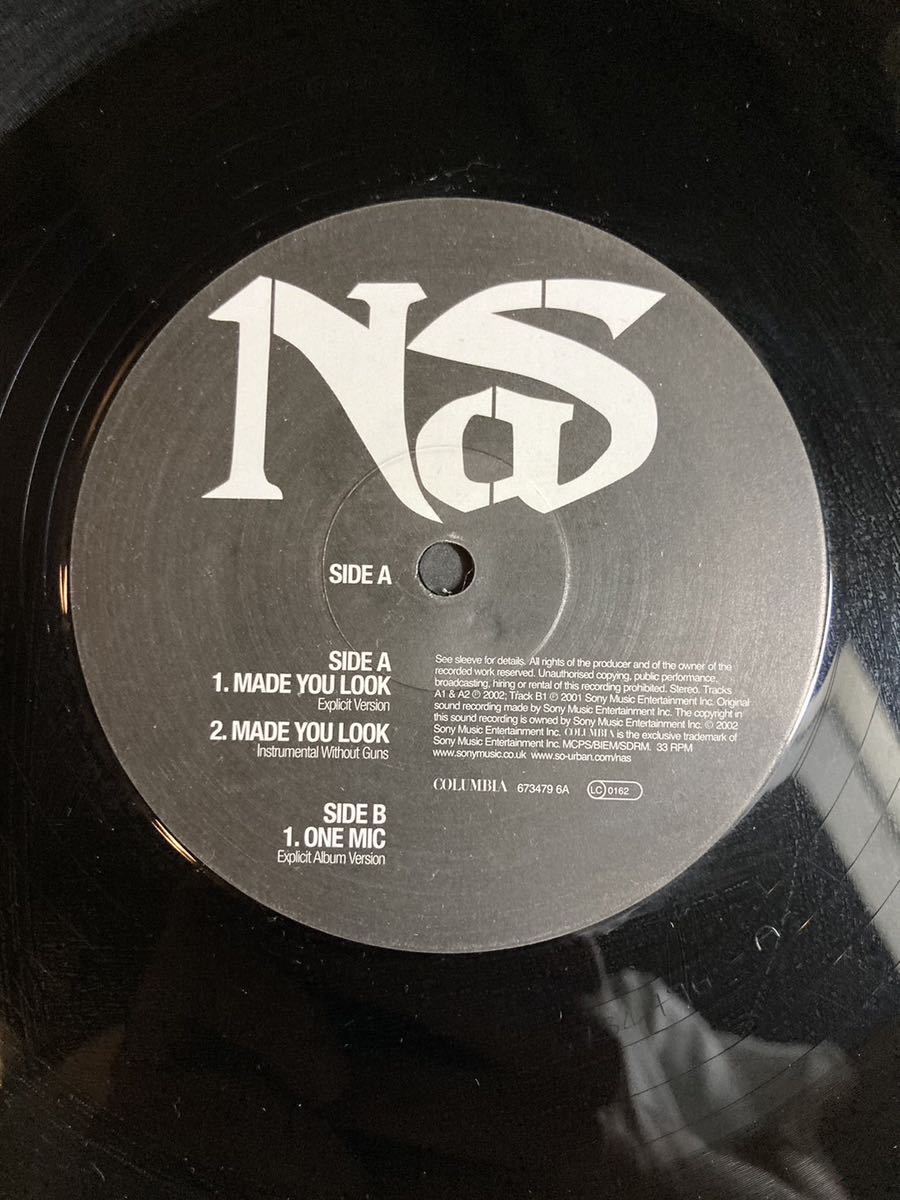 NaS
SIDE A
SIDE A
1. MADE YOU LOOK
Explicit Version
2. MADE YOU LOOK
Instrumental Without Guns
SIDE B
1. ONE MIC
Explicit Album Version
See sleeve for details. All rights of the producer and of the owner of the
recorded work reserved. Unauthorised copying, public performance,
broadcasting, hiring or rental of this recording prohibited. Stereo. Tracks
A1 & A2 ℗ 2002; Track B1 ℗ 2001 Sony Music Entertainment Inc. Original
sound recording made by Sony Music Entertainment Inc. The copyright in
this sound recording is owned by Sony Music Entertainment Inc. © 2002
Sony Music Entertainment Inc. COLUMBIA is the exclusive trademark of
Sony Music Entertainment Inc. MCPS/BIEM/SDRM. 33 RPM
www.sonymusic.co.uk www.so-urban.com/nas
COLUMBIA 673479 6A LC 0162